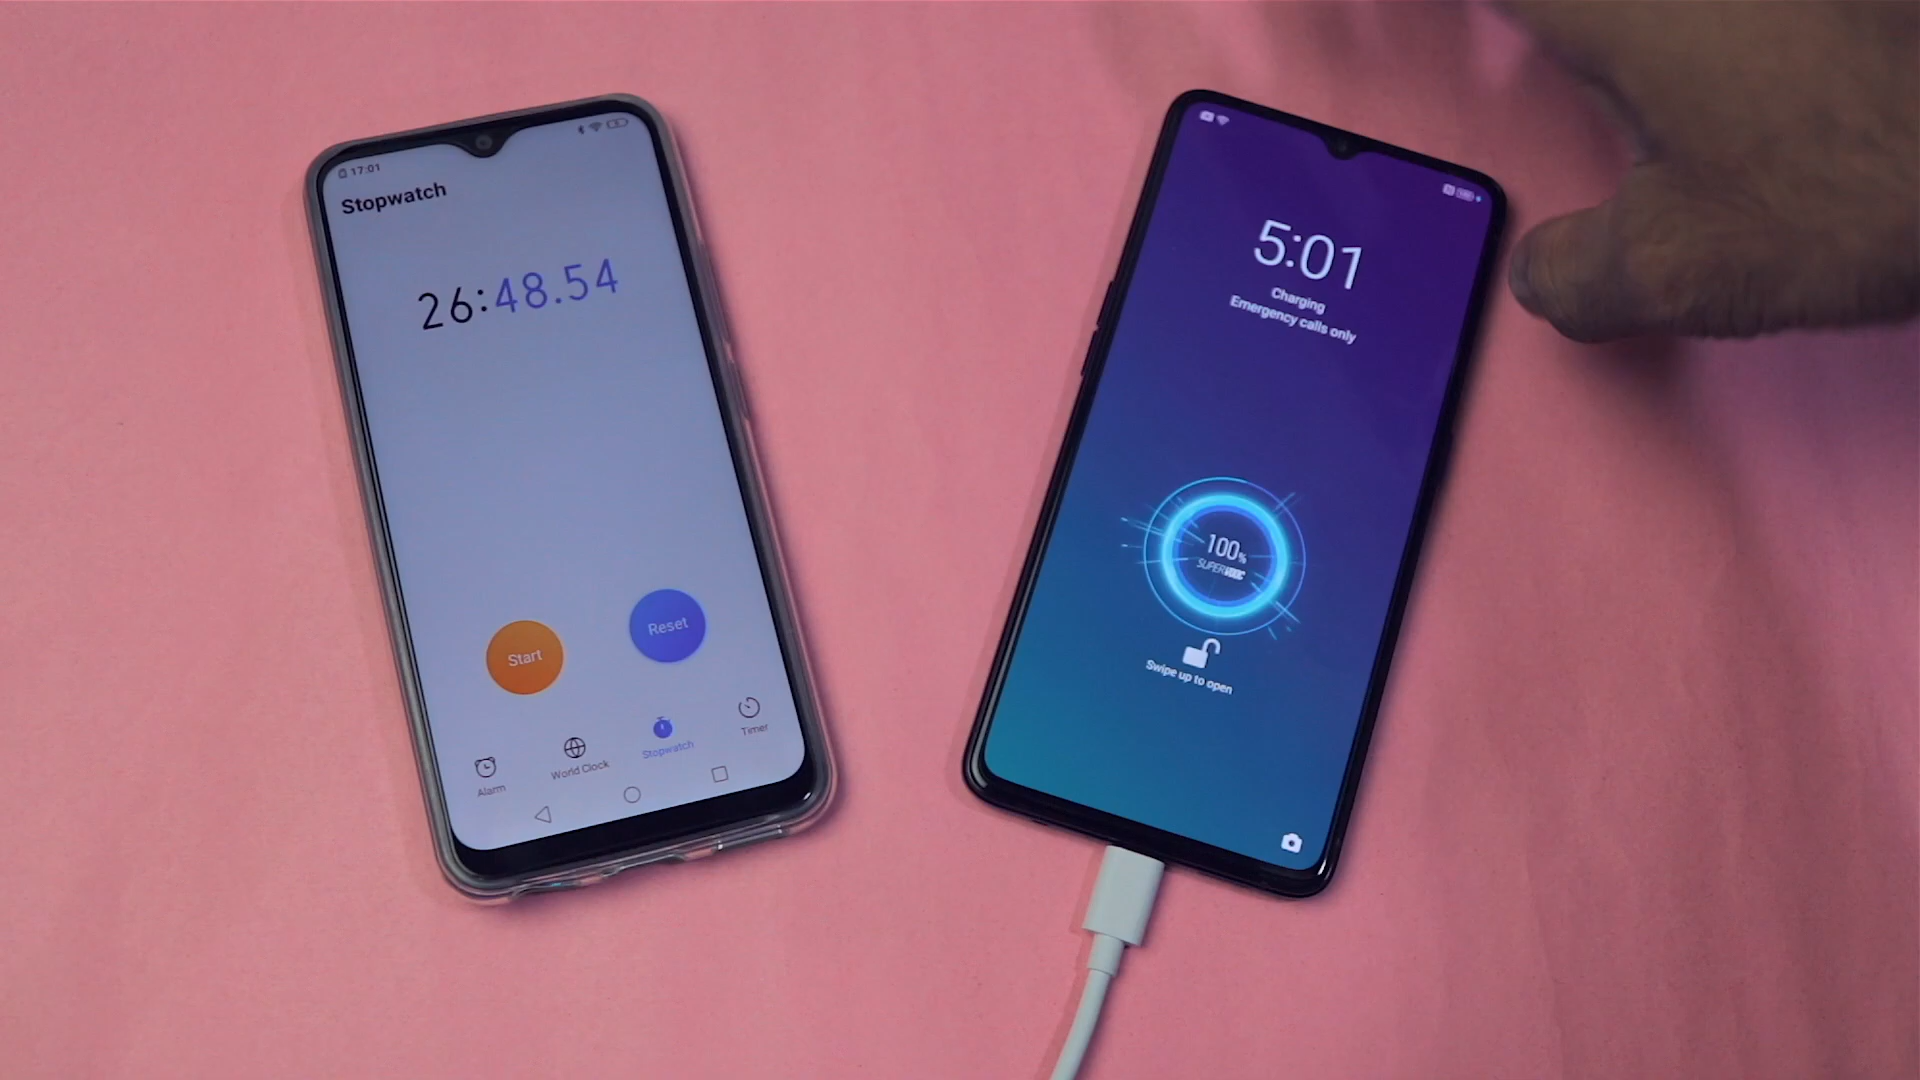 17:01
Stopwatch
26:48.54
Start
Reset
Alarm
World Clock
Stopwatch
Timer
5:01
Charging
Emergency calls only
100%
SUPERVOOC
Swipe up to open